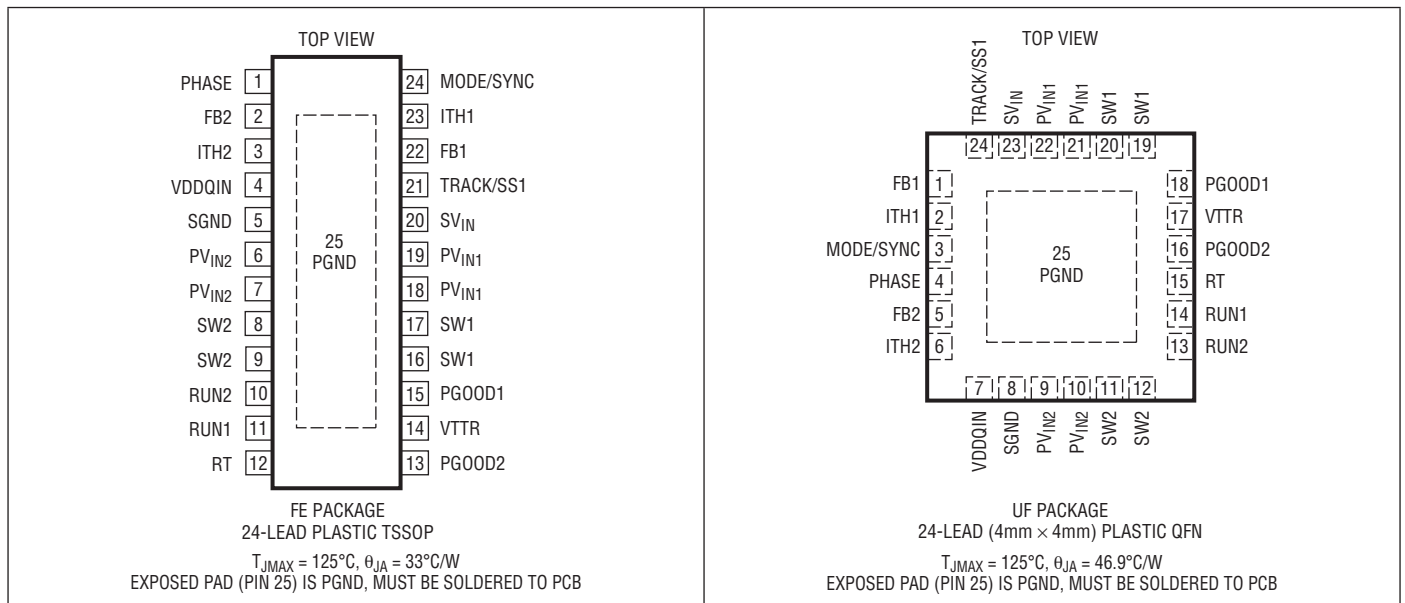 TOP VIEW
PHASE 1
FB2 2
ITH2 3
VDDQIN 4
SGND 5
PVIN2 6
PVIN2 7
SW2 8
SW2 9
RUN2 10
RUN1 11
RT 12
24 MODE/SYNC
23 ITH1
22 FB1
21 TRACK/SS1
20 SVIN
19 PVIN1
18 PVIN1
17 SW1
16 SW1
15 PGOOD1
14 VTTR
13 PGOOD2
25
PGND
FE PACKAGE
24-LEAD PLASTIC TSSOP
TJMAX = 125°C, θJA = 33°C/W
EXPOSED PAD (PIN 25) IS PGND, MUST BE SOLDERED TO PCB
TOP VIEW
TRACK/SS1
SVIN
PVIN1
PVIN1
SW1
SW1
24 23 22 21 20 19
FB1 1
ITH1 2
MODE/SYNC 3
PHASE 4
FB2 5
ITH2 6
25
PGND
18 PGOOD1
17 VTTR
16 PGOOD2
15 RT
14 RUN1
13 RUN2
7 8 9 10 11 12
VDDQIN
SGND
PVIN2
PVIN2
SW2
SW2
UF PACKAGE
24-LEAD (4mm × 4mm) PLASTIC QFN
TJMAX = 125°C, θJA = 46.9°C/W
EXPOSED PAD (PIN 25) IS PGND, MUST BE SOLDERED TO PCB